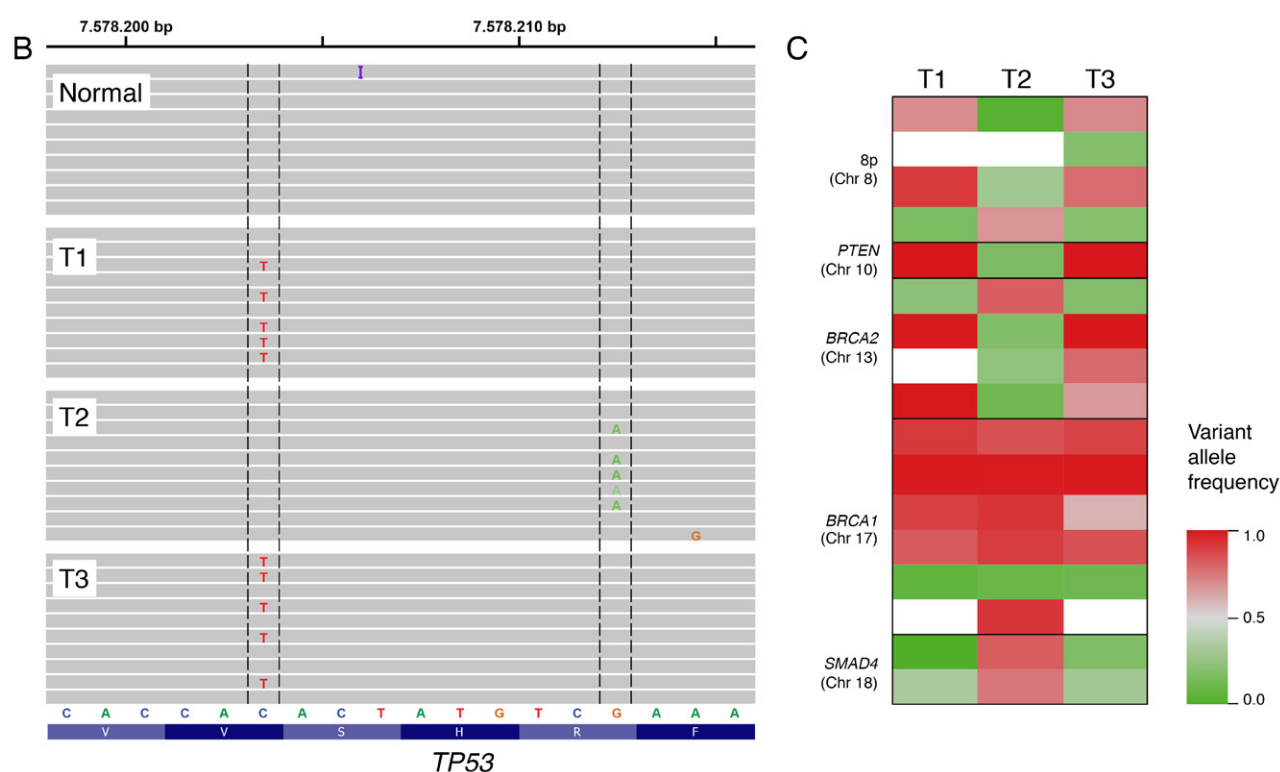 7.578.200 bp
7.578.210 bp
B
C
T1
T2
T3
I
Normal
T1
T
T
T
T
T
T2
A
A
A
A
A
G
T3
T
T
T
T
T
C A C C A C A C T A T G T C G A A A
V V S H R F
TP53
8p
(Chr 8)
PTEN
(Chr 10)
BRCA2
(Chr 13)
BRCA1
(Chr 17)
SMAD4
(Chr 18)
Variant
allele
frequency
1.0
0.5
0.0